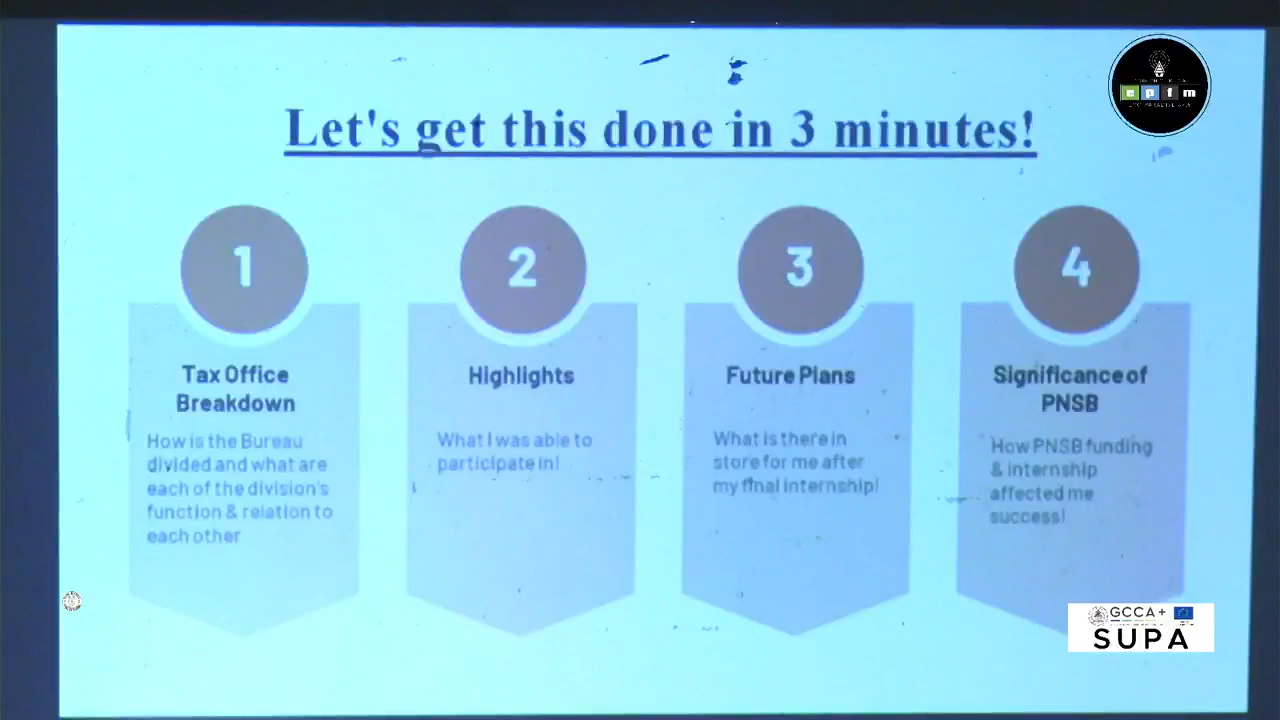 Let's get this done in 3 minutes!
e p f m
1
2
3
4
Tax Office
Breakdown
How is the Bureau
divided and what are
each of the division's
function & relation to
each other
Highlights
What I was able to
participate in!
Future Plans
What is there in
store for me after
my final internship!
Significance of
PNSB
How PNSB funding
& internship
affected me
success!
GCCA+
SUPA